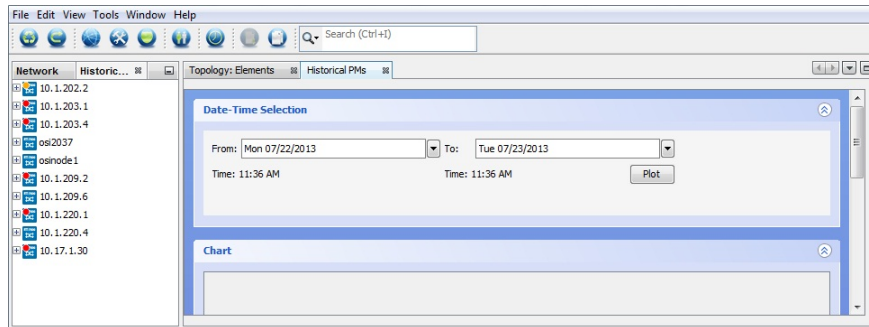 File Edit View Tools Window Help
Search (Ctrl+I)
Network Historic... Topology: Elements Historical PMs
10.1.202.2
10.1.203.1
10.1.203.4
osi2037
osinode1
10.1.209.2
10.1.209.6
10.1.220.1
10.1.220.4
10.17.1.30
Date-Time Selection
From: Mon 07/22/2013 To: Tue 07/23/2013
Time: 11:36 AM Time: 11:36 AM Plot
Chart